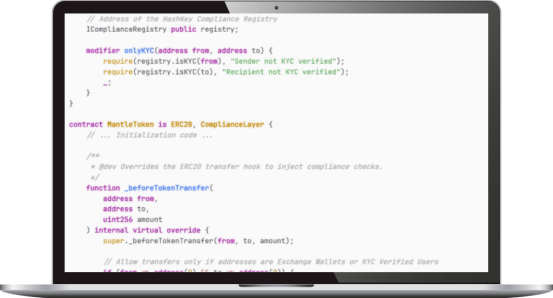 // Address of the HashKey Compliance Registry
IComplianceRegistry public registry;
modifier onlyKYC(address from, address to) {
require(registry.isKYC(from), "Sender not KYC verified");
require(registry.isKYC(to), "Recipient not KYC verified");
_;
}
}
contract MantleToken is ERC20, ComplianceLayer {
// ... Initialization code ...
/**
* @dev Overrides the ERC20 transfer hook to inject compliance checks.
*/
function _beforeTokenTransfer(
address from,
address to,
uint256 amount
) internal virtual override {
super._beforeTokenTransfer(from, to, amount);
// Allow transfers only if addresses are Exchange Wallets or KYC Verified Users